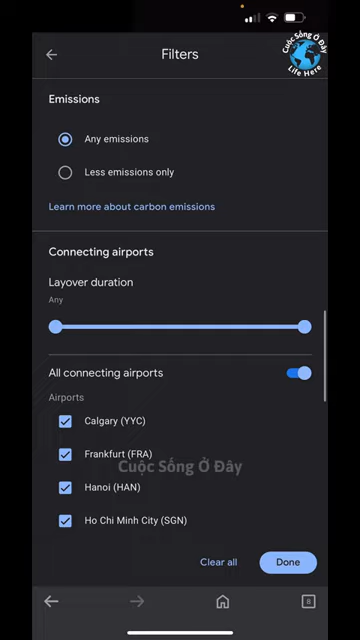 Filters
Cuộc Sống Ở Đây
Life Here
Emissions
Any emissions
Less emissions only
Learn more about carbon emissions
Connecting airports
Layover duration
Any
All connecting airports
Airports
Calgary (YYC)
Frankfurt (FRA)
Cuộc Sống Ở Đây
Hanoi (HAN)
Ho Chi Minh City (SGN)
Clear all
Done
8